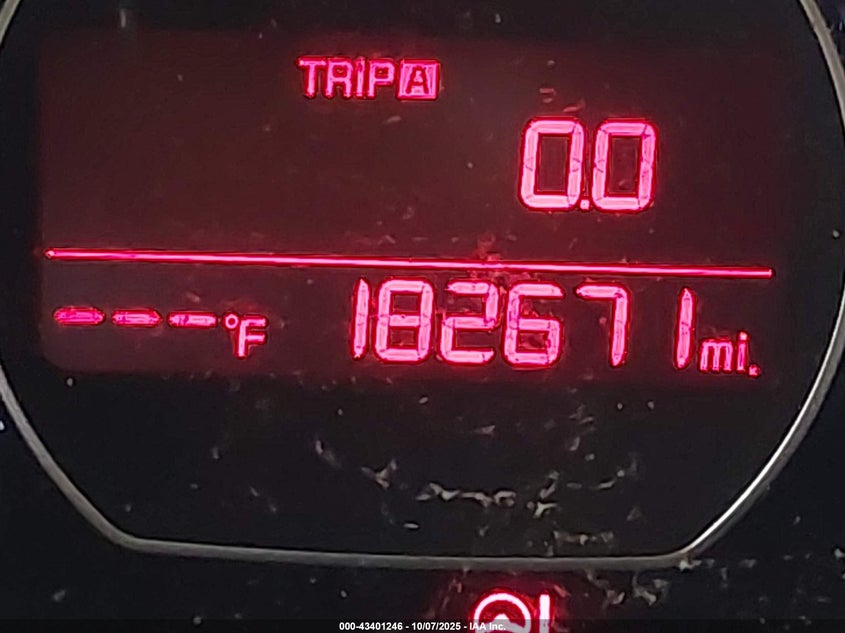 TRIP A
0.0
---°F 182671 mi.
000-43401246 - 10/07/2025 - IAA Inc.